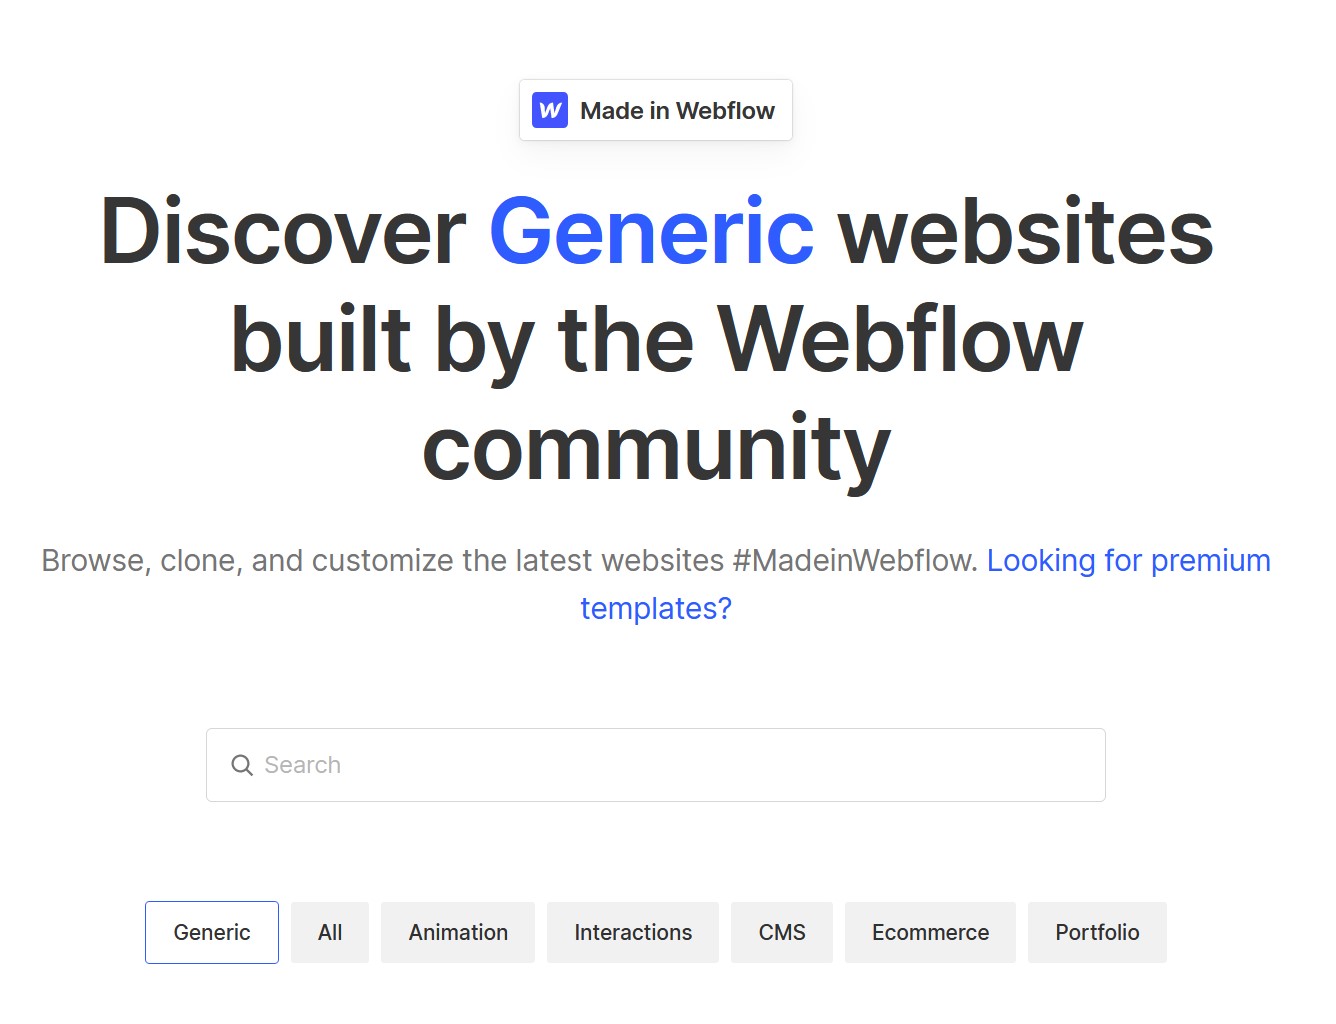 W Made in Webflow
Discover Generic websites
built by the Webflow
community
Browse, clone, and customize the latest websites #MadeinWebflow. Looking for premium
templates?
Search
Generic All Animation Interactions CMS Ecommerce Portfolio